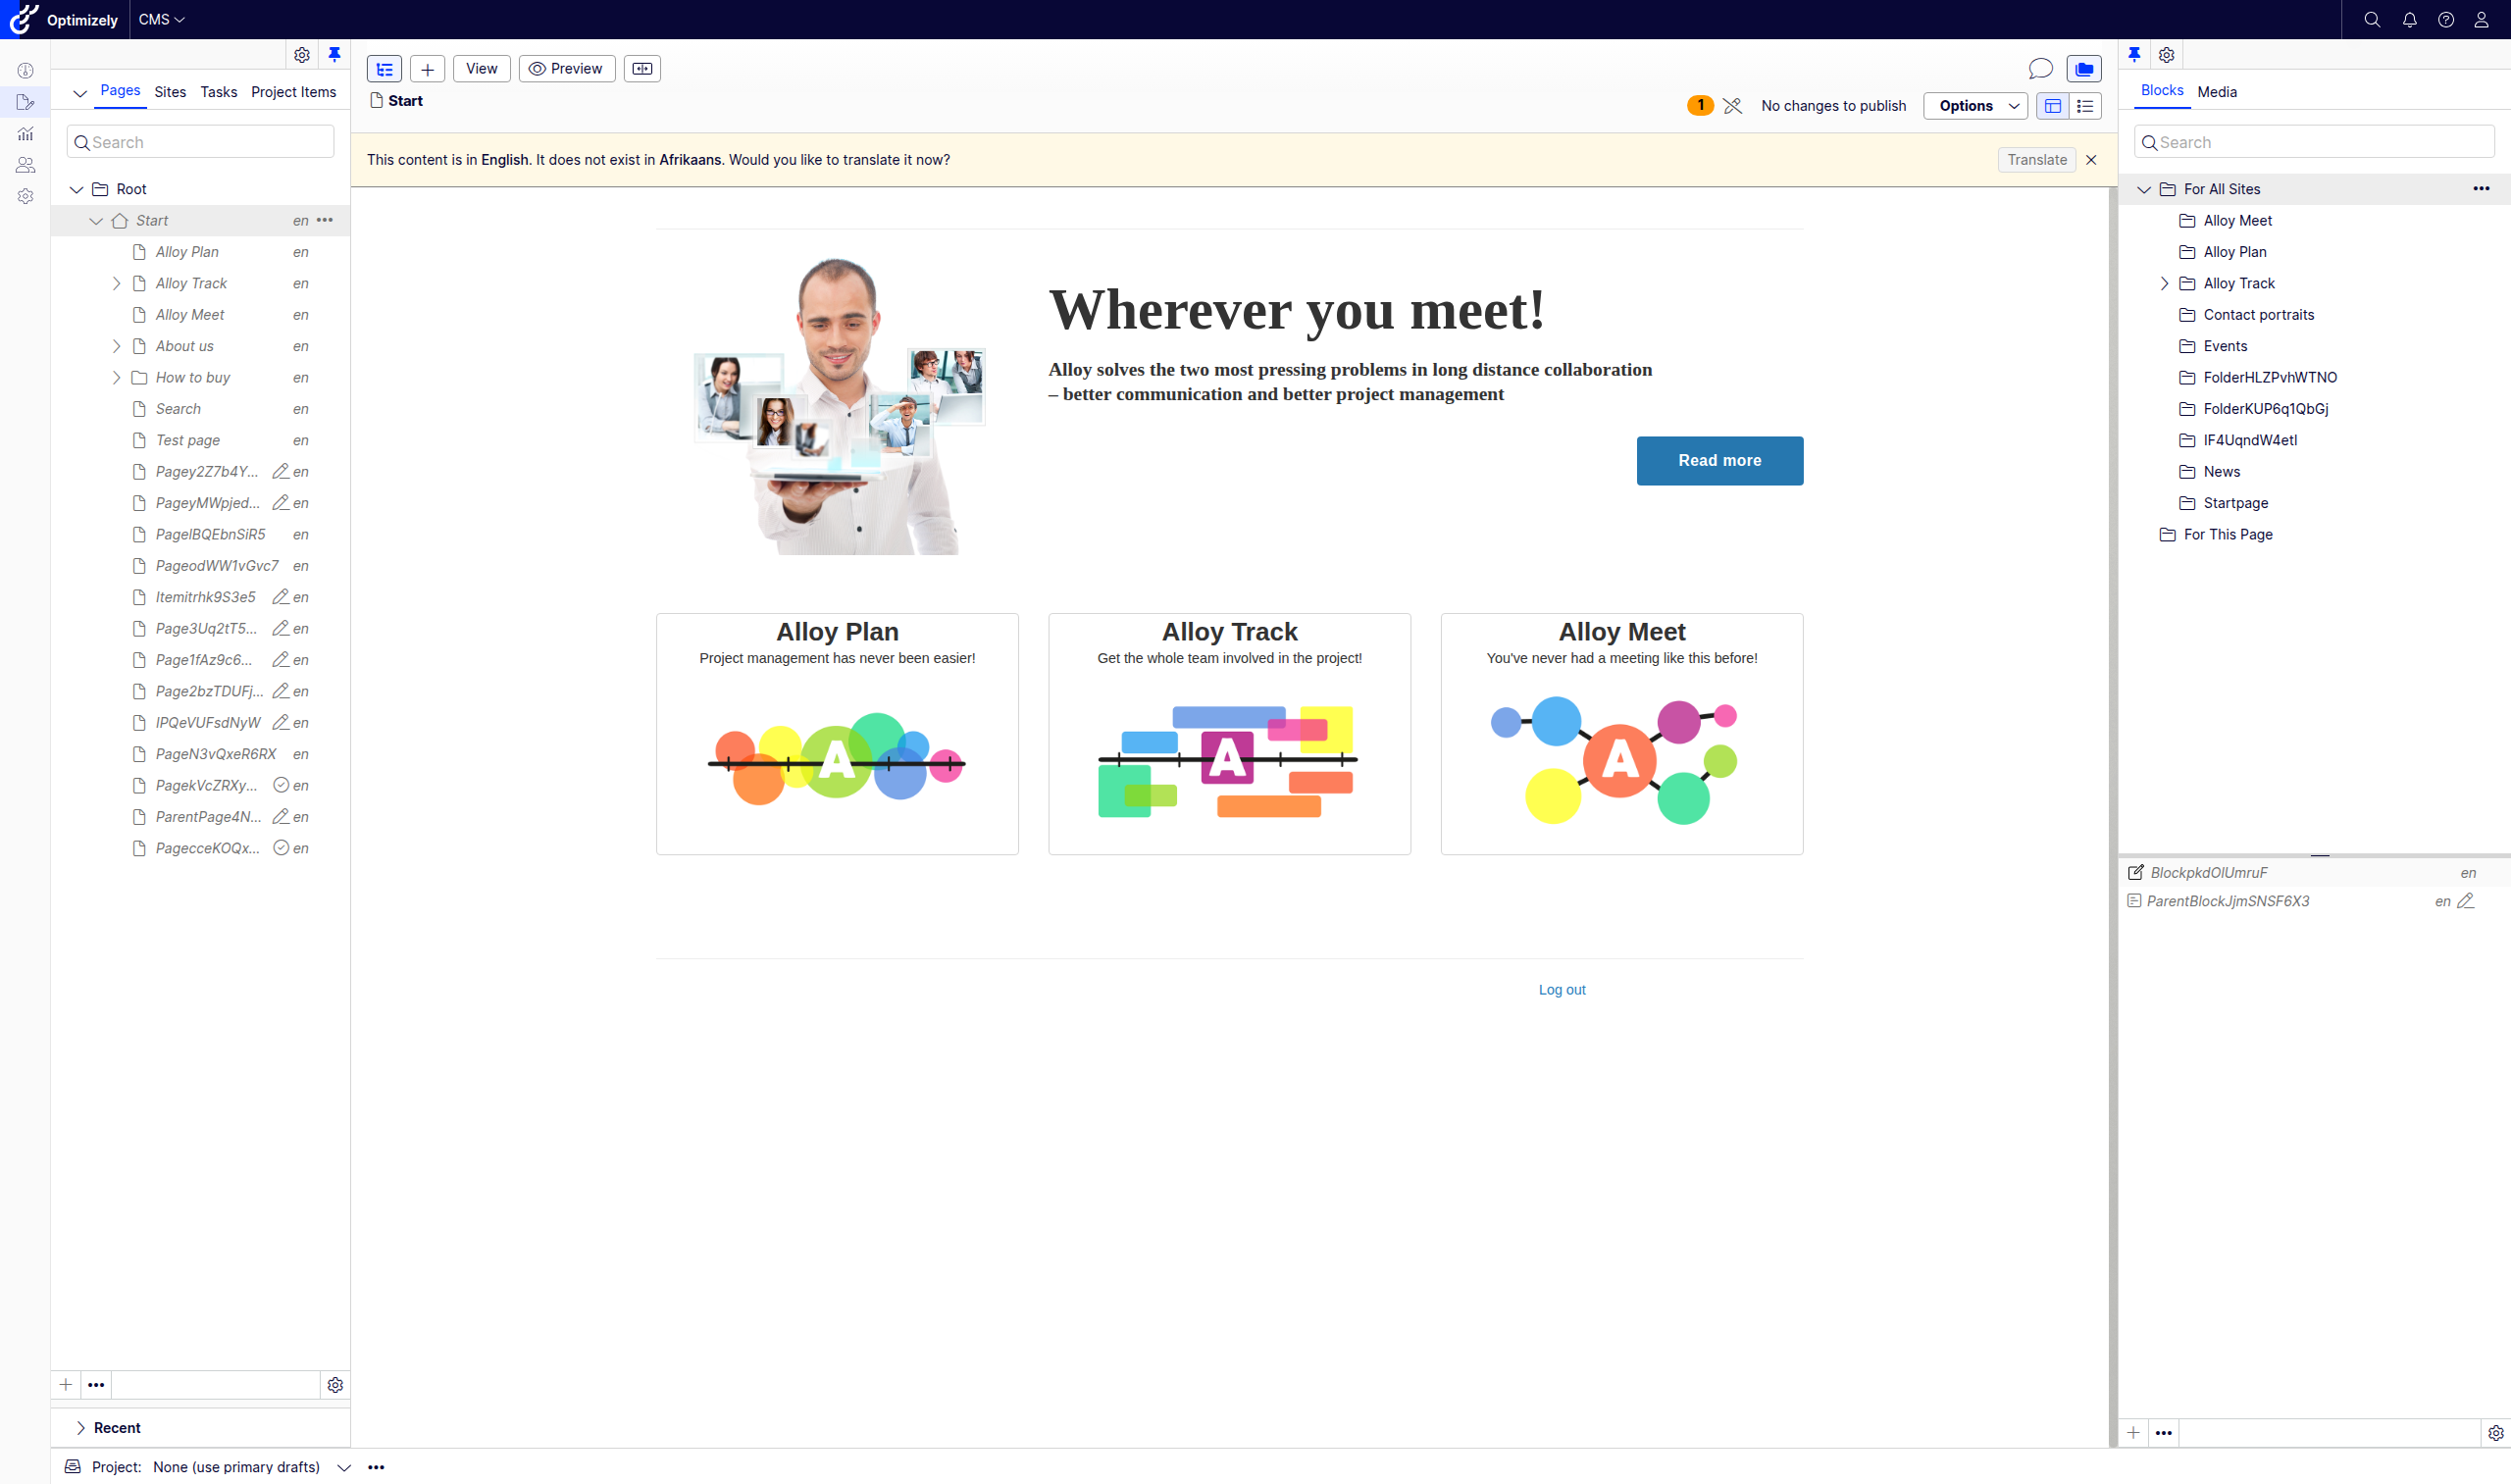 Optimizely CMS
Pages Sites Tasks Project Items
Search
Root
Start en
Alloy Plan en
Alloy Track en
Alloy Meet en
About us en
How to buy en
Search en
Test page en
Pagey2Z7b4Y... en
PageyMWpjed... en
PagelBQEbnSiR5 en
PageodWW1vGvc7 en
Itemitrhk9S3e5 en
Page3Uq2tT5... en
Page1fAz9c6... en
Page2bzTDUFj... en
IPQeVUFsdNyW en
PageN3vQxeR6RX en
PagekVcZRXy... en
ParentPage4N... en
PagecceKOQx... en
Recent
Project: None (use primary drafts)
View Preview
Start
1 No changes to publish Options
This content is in English. It does not exist in Afrikaans. Would you like to translate it now? Translate
Wherever you meet!
Alloy solves the two most pressing problems in long distance collaboration
– better communication and better project management
Read more
Alloy Plan
Project management has never been easier!
A
Alloy Track
Get the whole team involved in the project!
A
Alloy Meet
You've never had a meeting like this before!
A
Log out
Blocks Media
Search
For All Sites
Alloy Meet
Alloy Plan
Alloy Track
Contact portraits
Events
FolderHLZPvhWTNO
FolderKUP6q1QbGj
IF4UqndW4etI
News
Startpage
For This Page
BlockpkdOlUmruF en
ParentBlockJjmSNSF6X3 en